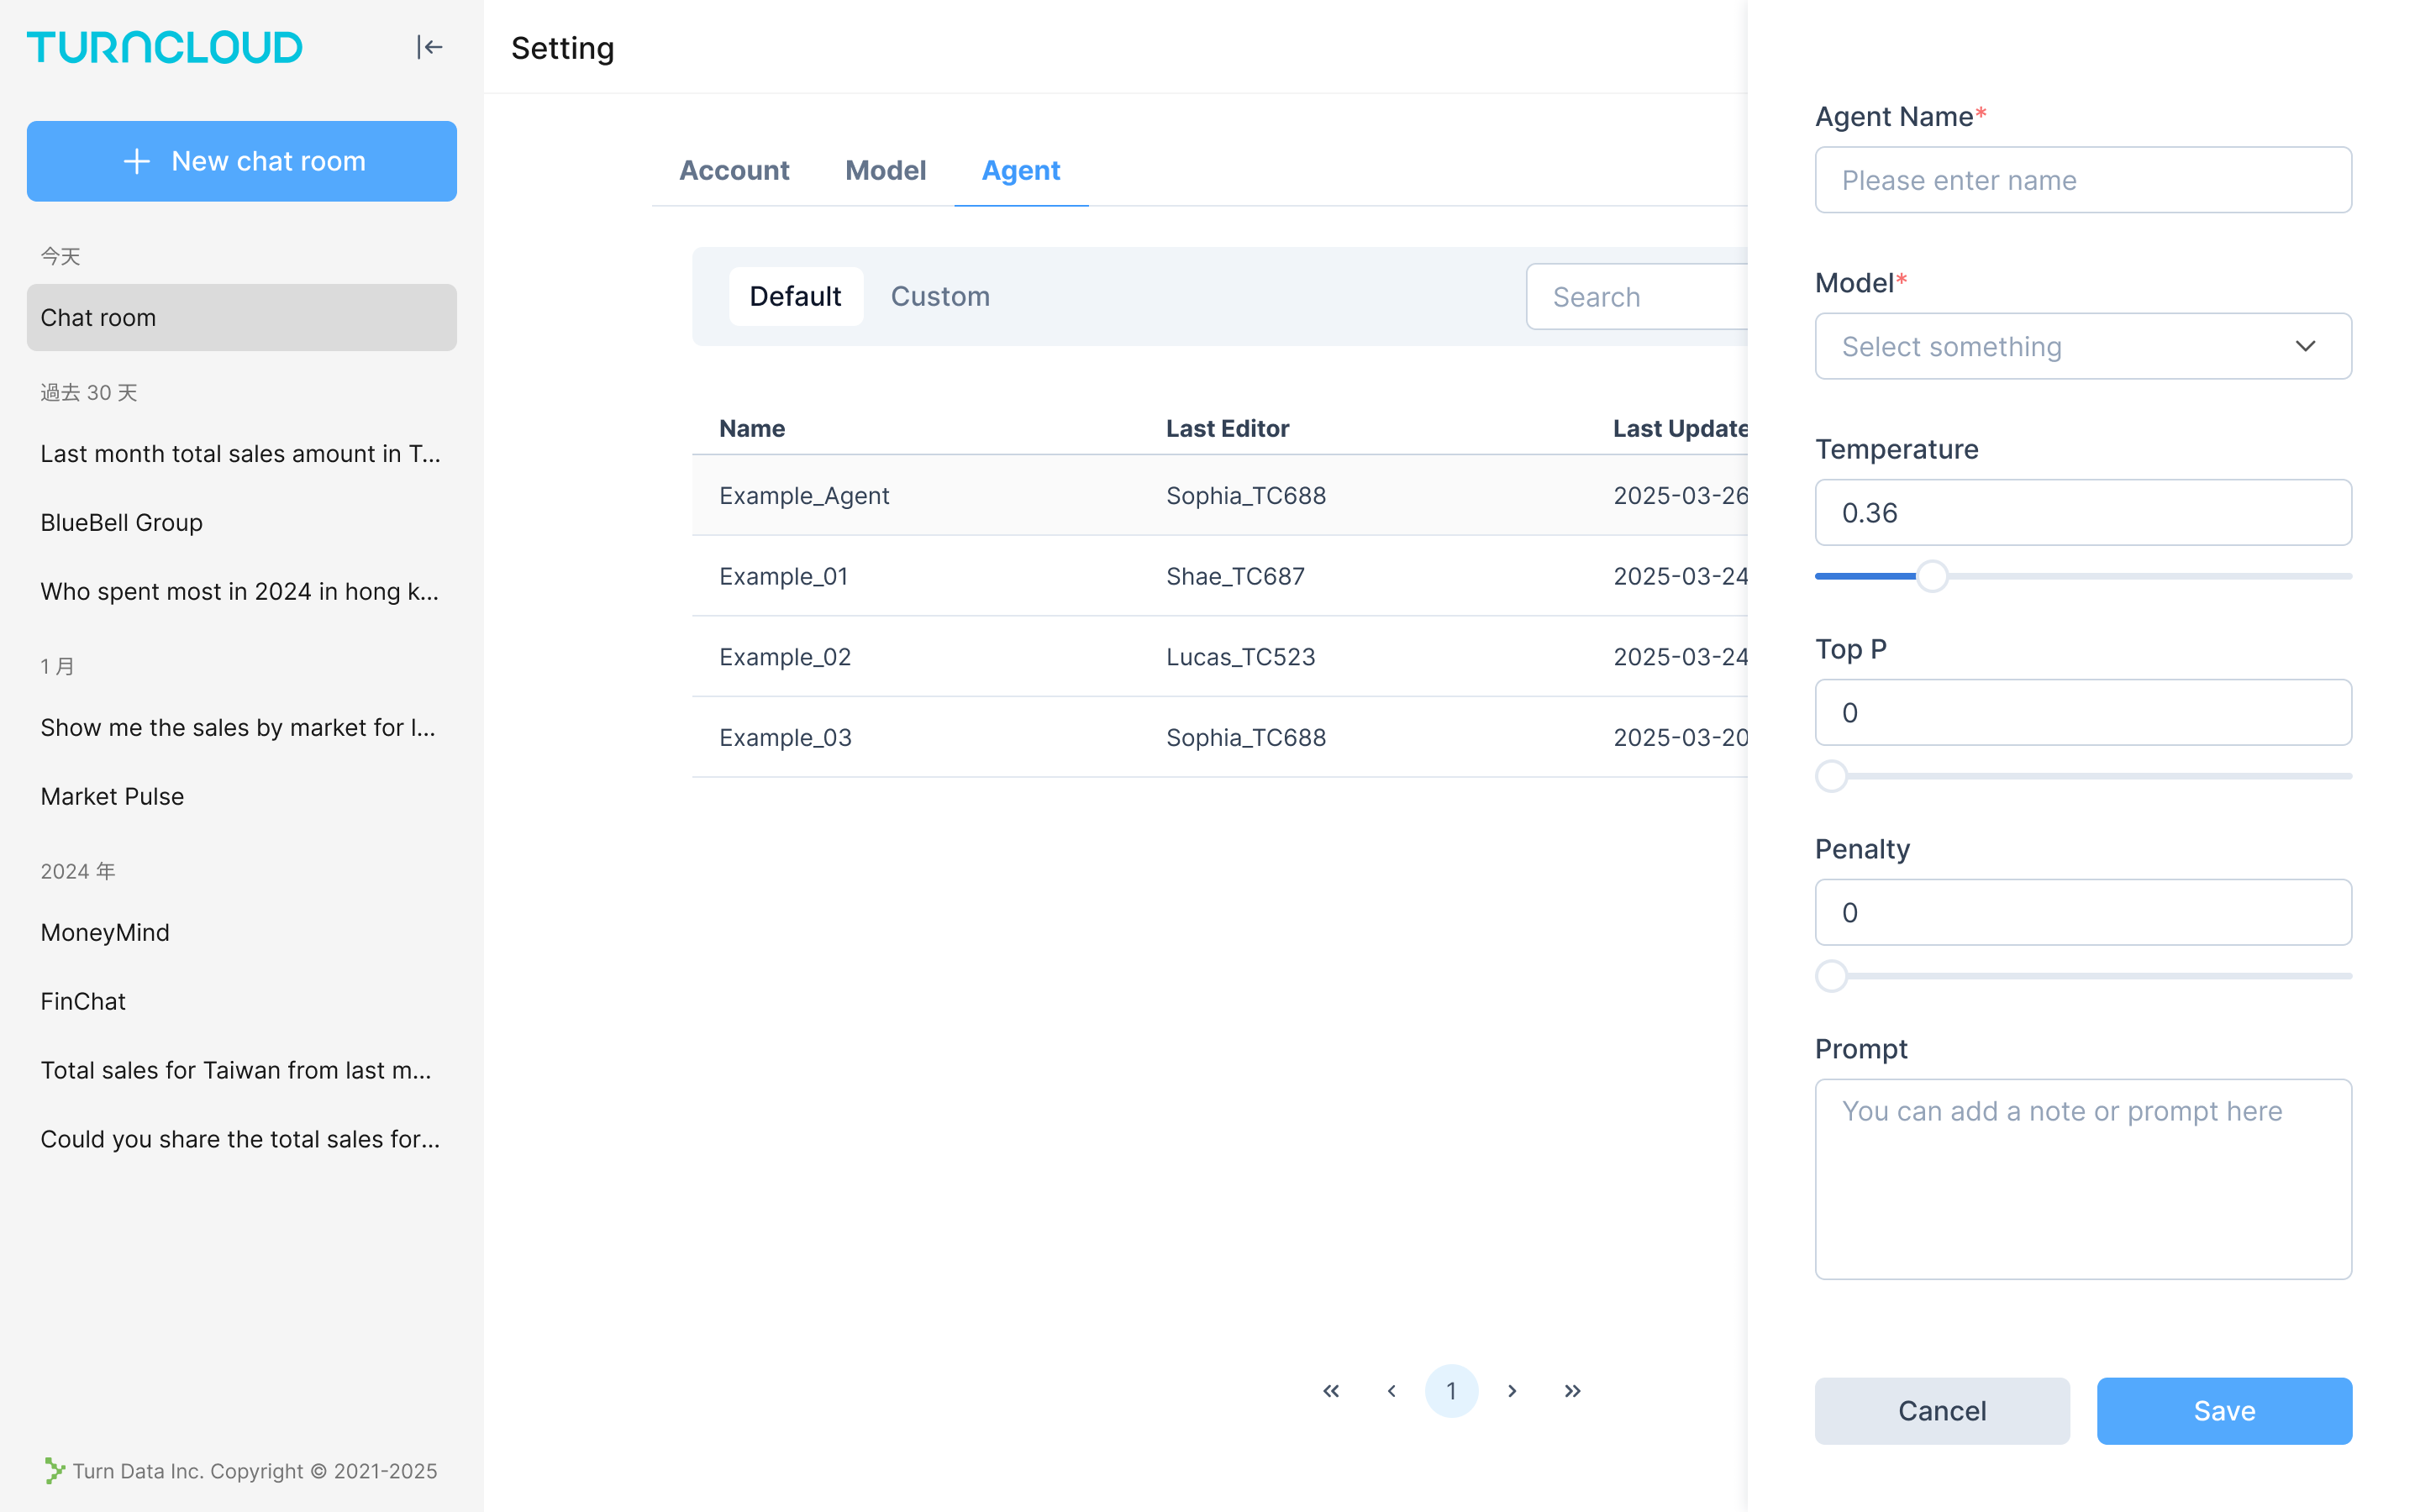 TURNCLOUD
New chat room
今天
Chat room
過去 30 天
Last month total sales amount in T...
BlueBell Group
Who spent most in 2024 in hong k...
1 月
Show me the sales by market for l...
Market Pulse
2024 年
MoneyMind
FinChat
Total sales for Taiwan from last m...
Could you share the total sales for...
Turn Data Inc. Copyright © 2021-2025
Setting
Account Model Agent
Default Custom Search
Name Last Editor Last Update
Example_Agent Sophia_TC688 2025-03-26
Example_01 Shae_TC687 2025-03-24
Example_02 Lucas_TC523 2025-03-24
Example_03 Sophia_TC688 2025-03-20
« ‹ 1 › »
Agent Name*
Please enter name
Model*
Select something
Temperature
0.36
Top P
0
Penalty
0
Prompt
You can add a note or prompt here
Cancel Save